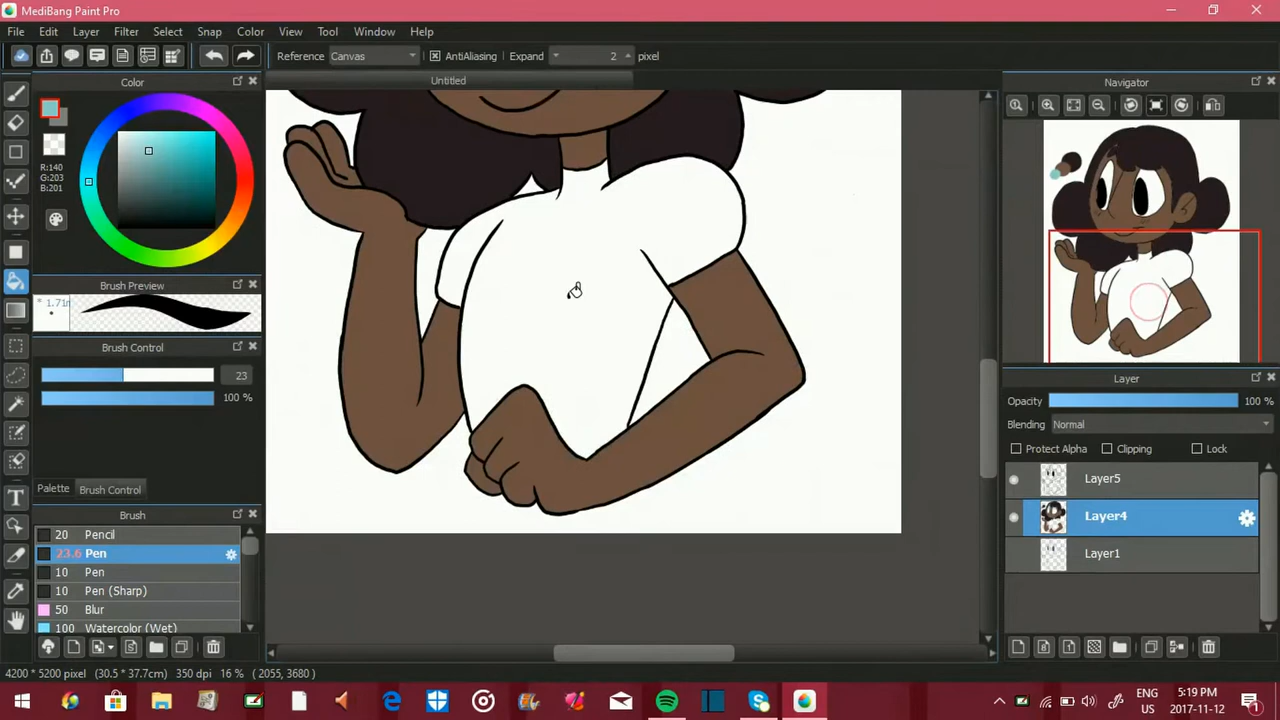 MediBang Paint Pro
File Edit Layer Filter Select Snap Color View Tool Window Help
Reference Canvas AntiAliasing Expand 2 pixel
Color
Untitled
Navigator
R:140
G:203
B:201
Brush Preview
* 1.71m
Brush Control
23
100 %
Palette Brush Control
Brush
20 Pencil
23.6 Pen
10 Pen
10 Pen (Sharp)
50 Blur
100 Watercolor (Wet)
Layer
Opacity 100 %
Blending Normal
Protect Alpha Clipping Lock
Layer5
Layer4
Layer1
4200 * 5200 pixel (30.5 * 37.7cm) 350 dpi 16 % ( 2055, 3680 )
ENG
US
5:19 PM
2017-11-12
1